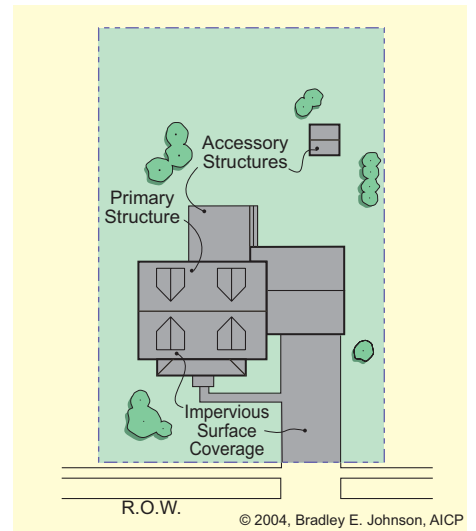 Accessory
Structures
Primary
Structure
Impervious
Surface
Coverage
R.O.W.
© 2004, Bradley E. Johnson, AICP